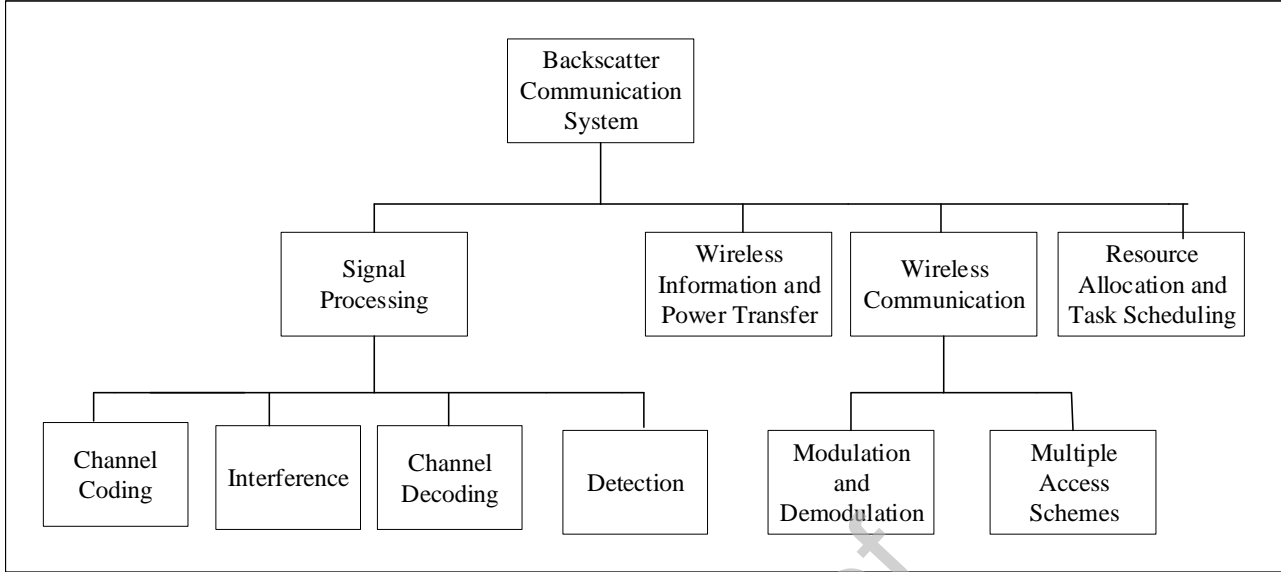 Backscatter
Communication
System
Signal
Processing
Wireless
Information and
Power Transfer
Wireless
Communication
Resource
Allocation and
Task Scheduling
Channel
Coding
Interference
Channel
Decoding
Detection
Modulation
and
Demodulation
Multiple
Access
Schemes